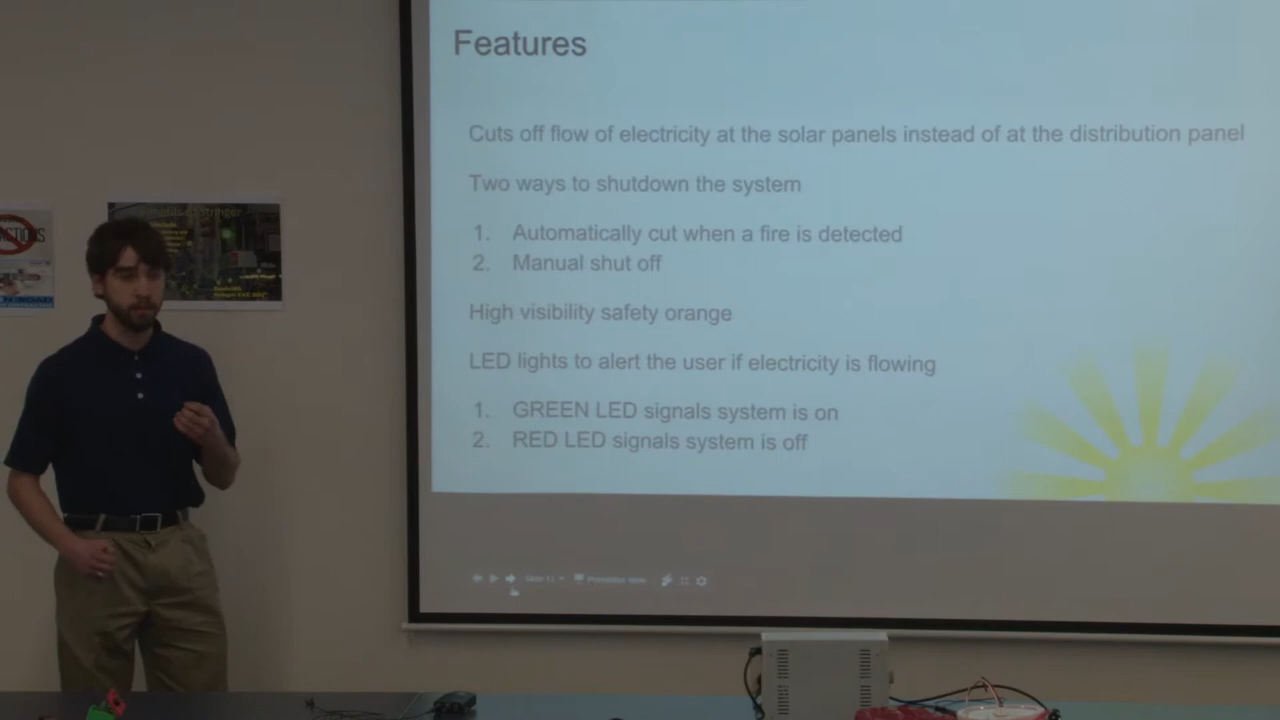 Features
Cuts off flow of electricity at the solar panels instead of at the distribution panel
Two ways to shutdown the system
1. Automatically cut when a fire is detected
2. Manual shut off
High visibility safety orange
LED lights to alert the user if electricity is flowing
1. GREEN LED signals system is on
2. RED LED signals system is off
Slide 12